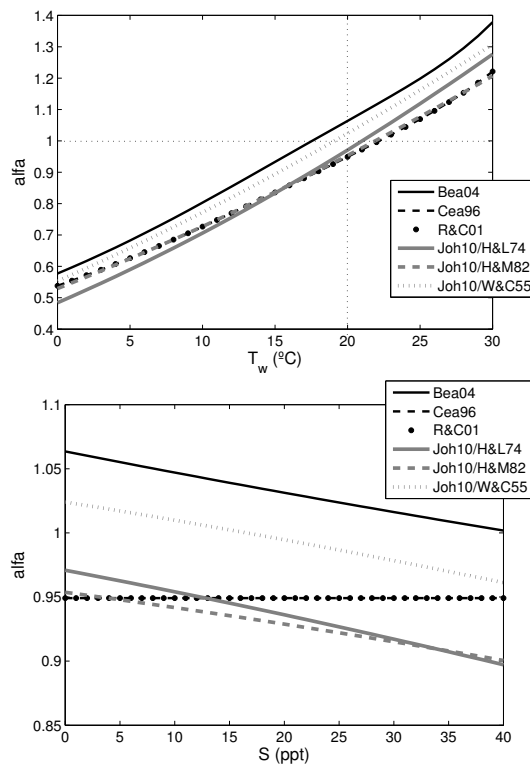 1.4
1.3
1.2
1.1
1
0.9
0.8
0.7
0.6
0.5
0.4
alfa
0 5 10 15 20 25 30
T_w (ºC)
Bea04
Cea96
R&C01
Joh10/H&L74
Joh10/H&M82
Joh10/W&C55
1.1
1.05
1
0.95
0.9
0.85
alfa
0 5 10 15 20 25 30 35 40
S (ppt)
Bea04
Cea96
R&C01
Joh10/H&L74
Joh10/H&M82
Joh10/W&C55